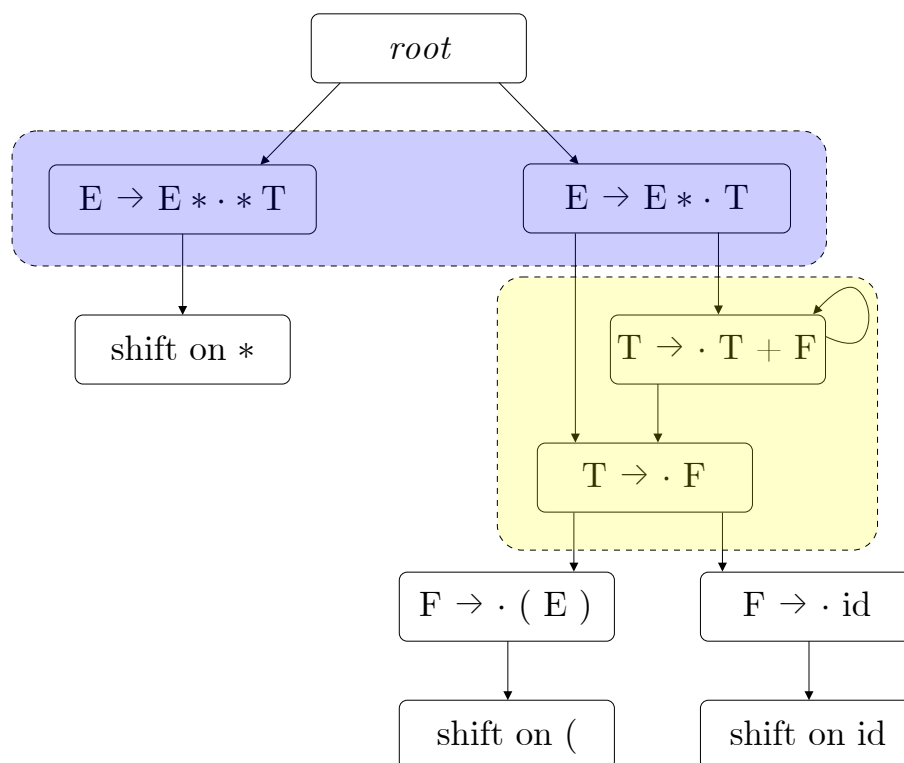 root
E → E * · * T
E → E * · T
shift on *
T → · T + F
T → · F
F → · ( E )
F → · id
shift on (
shift on id